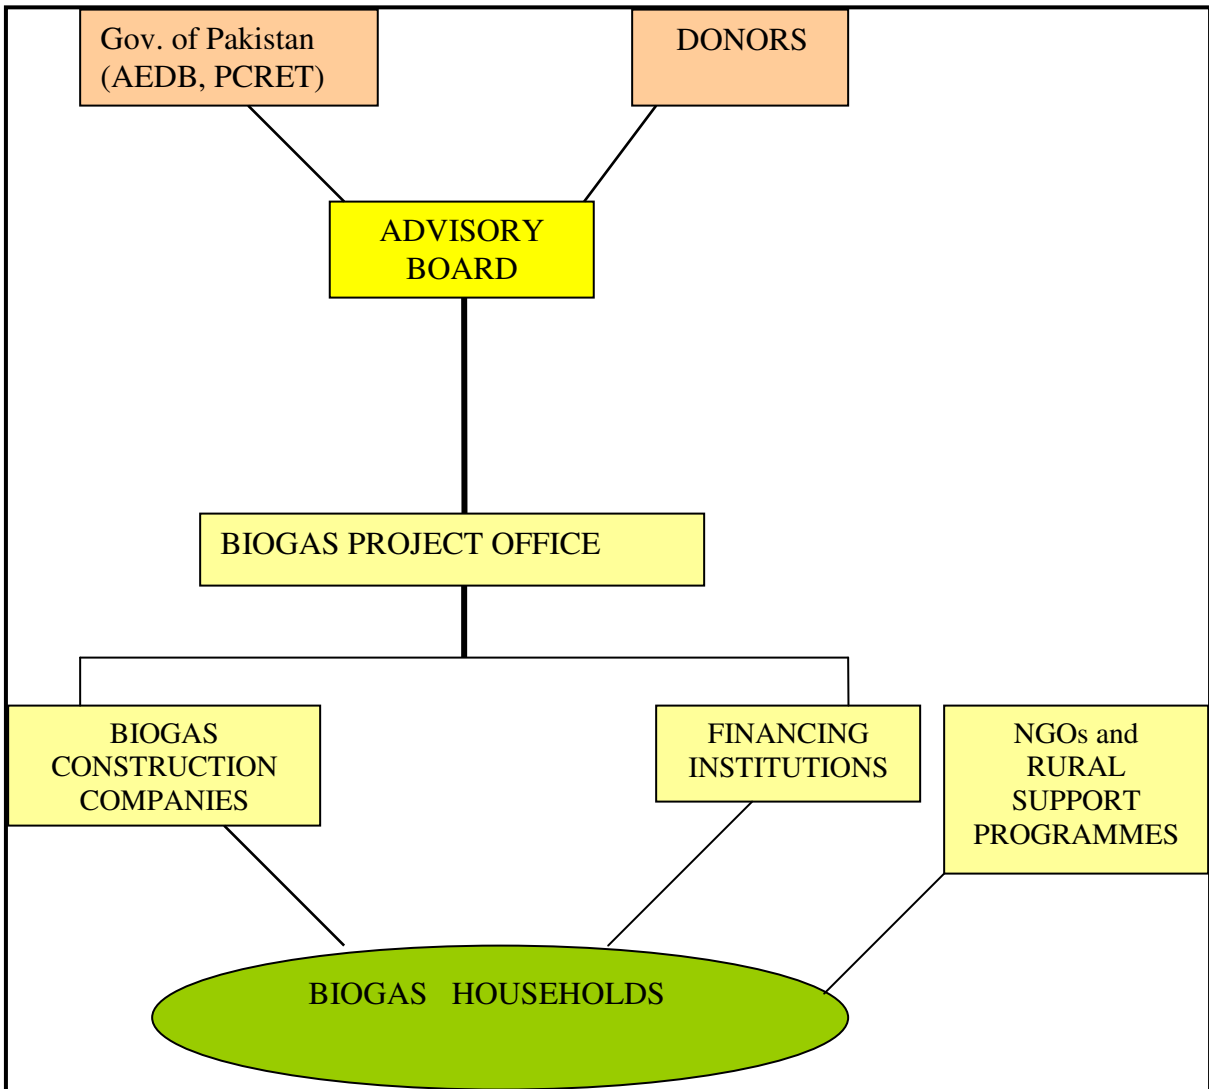 Gov. of Pakistan
(AEDB, PCRET)
DONORS
ADVISORY
BOARD
BIOGAS PROJECT OFFICE
BIOGAS
CONSTRUCTION
COMPANIES
FINANCING
INSTITUTIONS
NGOs and
RURAL
SUPPORT
PROGRAMMES
BIOGAS HOUSEHOLDS